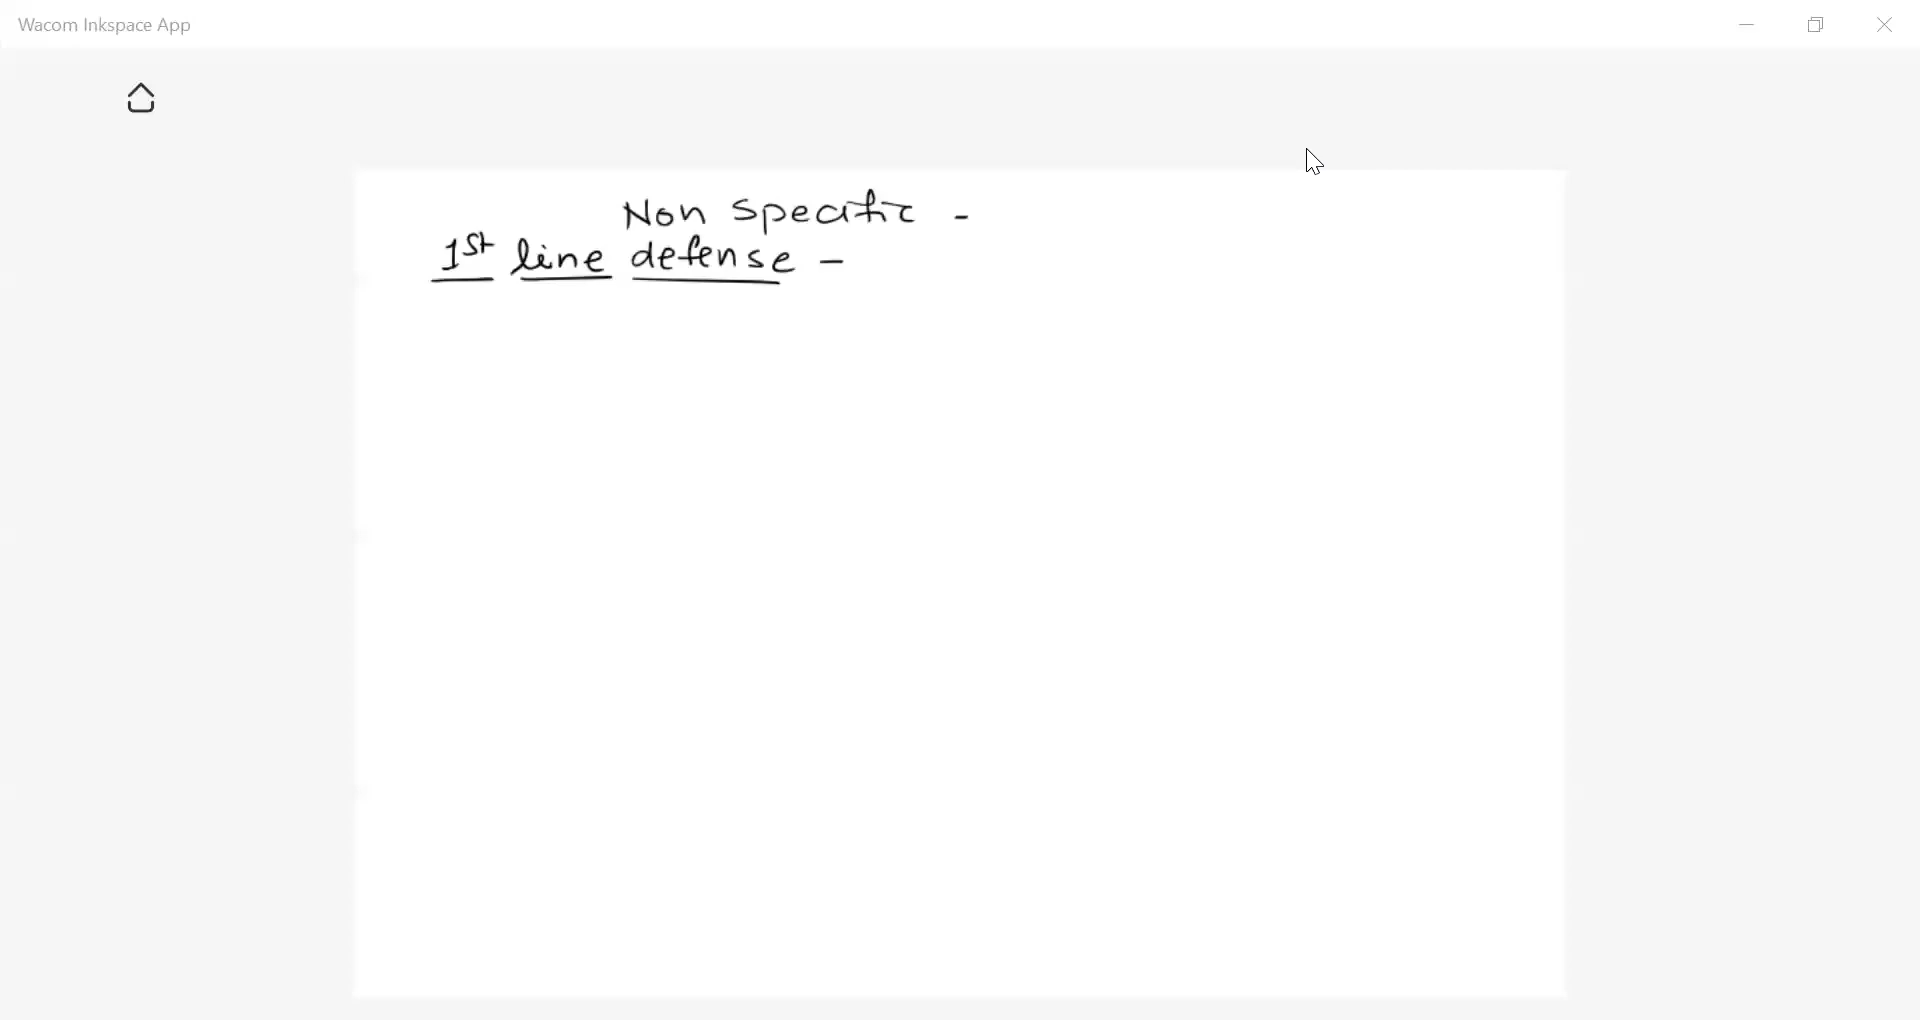 Wacom Inkspace App
Non Specific -
1st line defense -